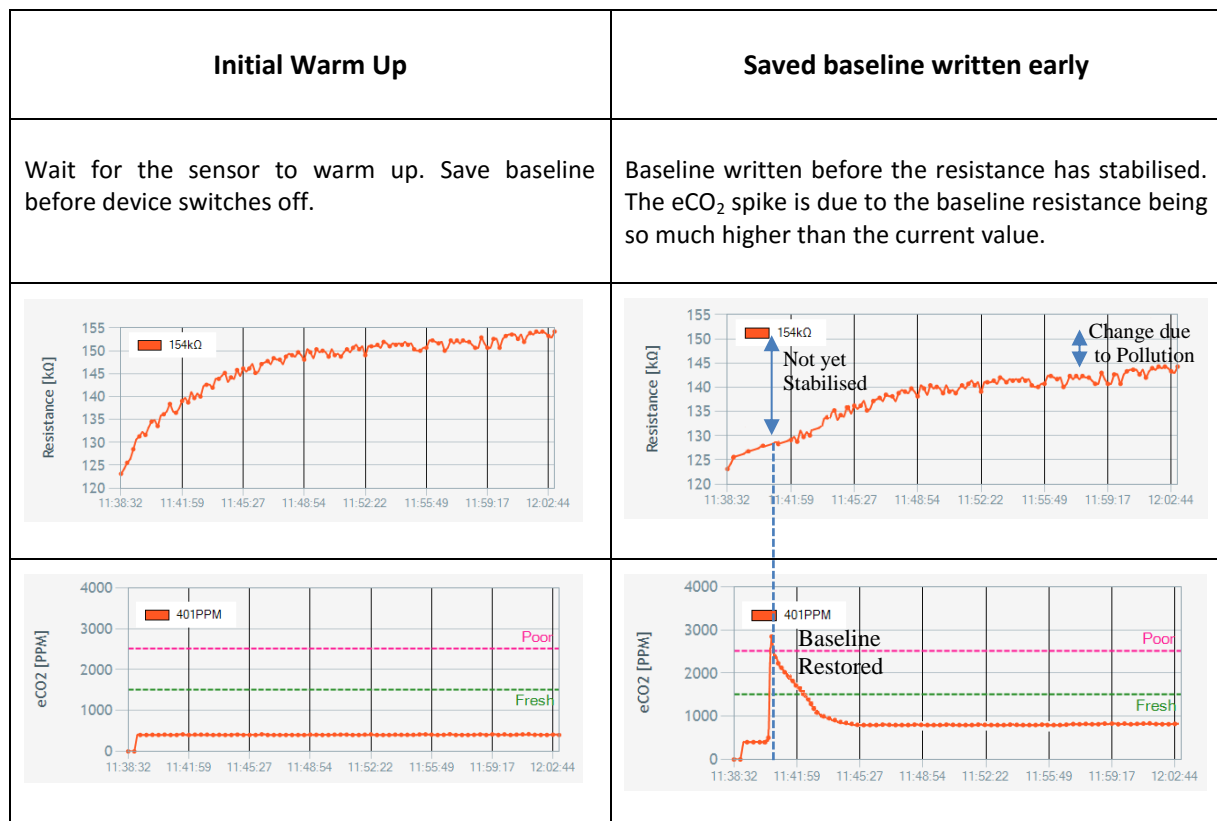 Initial Warm Up
Saved baseline written early
Wait for the sensor to warm up. Save baseline
before device switches off.
Baseline written before the resistance has stabilised.
The eCO₂ spike is due to the baseline resistance being
so much higher than the current value.
Resistance [kΩ]
155
150
145
140
135
130
125
120
154kΩ
11:38:32 11:41:59 11:45:27 11:48:54 11:52:22 11:55:49 11:59:17 12:02:44
Resistance [kΩ]
155
150
145
140
135
130
125
120
154kΩ
Not yet
Stabilised
Change due
to Pollution
11:38:32 11:41:59 11:45:27 11:48:54 11:52:22 11:55:49 11:59:17 12:02:44
eCO2 [PPM]
4000
3000
2000
1000
0
401PPM
Poor
Fresh
11:38:32 11:41:59 11:45:27 11:48:54 11:52:22 11:55:49 11:59:17 12:02:44
eCO2 [PPM]
4000
3000
2000
1000
0
401PPM
Baseline
Restored
Poor
Fresh
11:38:32 11:41:59 11:45:27 11:48:54 11:52:22 11:55:49 11:59:17 12:02:44